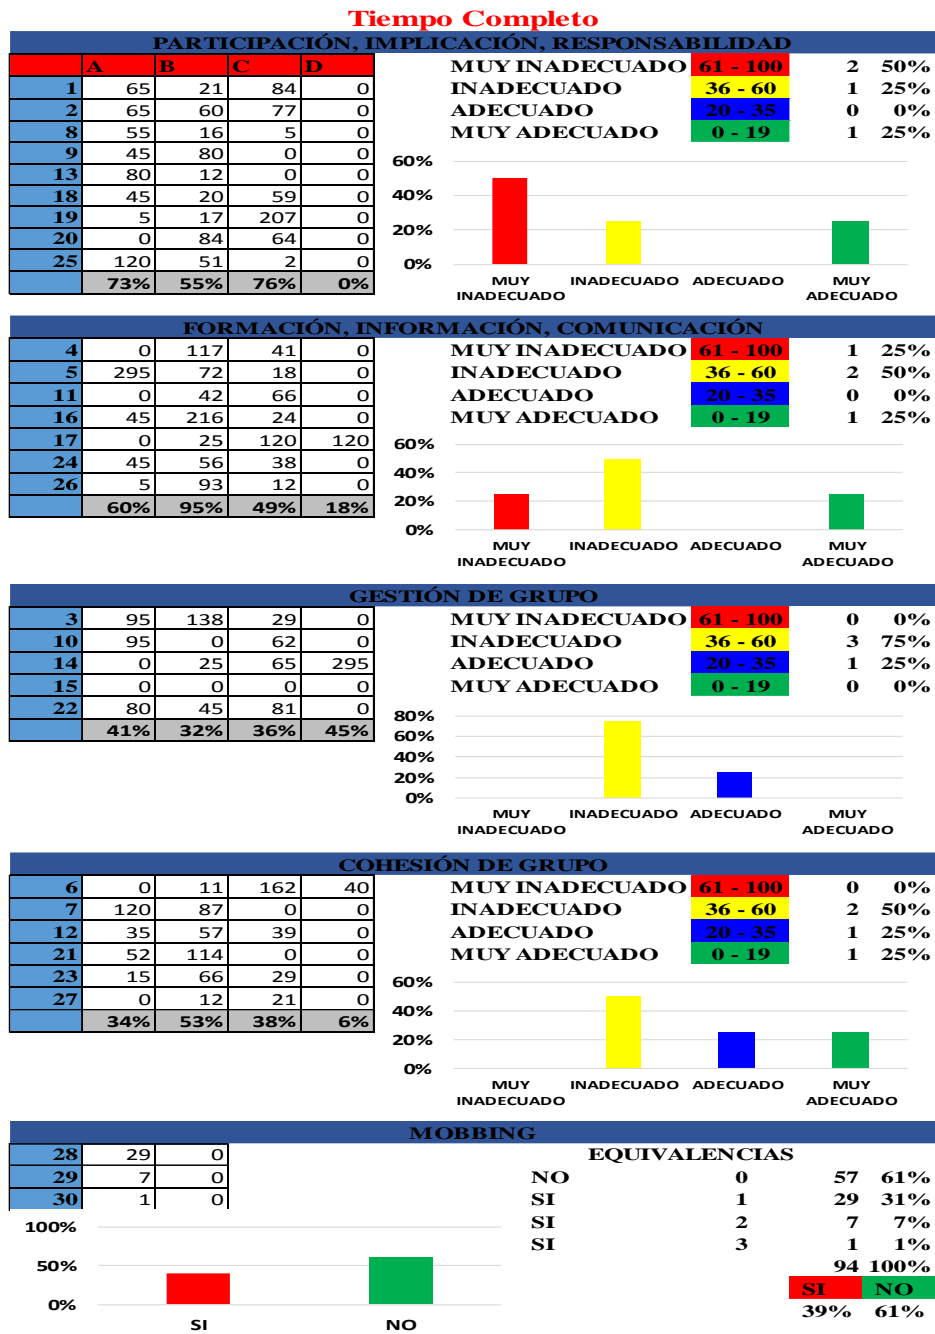 Tiempo Completo
PARTICIPACIÓN, IMPLICACIÓN, RESPONSABILIDAD
A B C D MUY INADECUADO 61 - 100 2 50%
1 65 21 84 0 INADECUADO 36 - 60 1 25%
2 65 60 77 0 ADECUADO 20 - 35 0 0%
8 55 16 5 0 MUY ADECUADO 0 - 19 1 25%
9 45 80 0 0
13 80 12 0 0
18 45 20 59 0
19 5 17 207 0
20 0 84 64 0
25 120 51 2 0
73% 55% 76% 0%
60%
40%
20%
0%
MUY INADECUADO ADECUADO MUY
INADECUADO ADECUADO
FORMACIÓN, INFORMACIÓN, COMUNICACIÓN
4 0 117 41 0 MUY INADECUADO 61 - 100 1 25%
5 295 72 18 0 INADECUADO 36 - 60 2 50%
11 0 42 66 0 ADECUADO 20 - 35 0 0%
16 45 216 24 0 MUY ADECUADO 0 - 19 1 25%
17 0 25 120 120
24 45 56 38 0
26 5 93 12 0
60% 95% 49% 18%
60%
40%
20%
0%
MUY INADECUADO ADECUADO MUY
INADECUADO ADECUADO
GESTIÓN DE GRUPO
3 95 138 29 0 MUY INADECUADO 61 - 100 0 0%
10 95 0 62 0 INADECUADO 36 - 60 3 75%
14 0 25 65 295 ADECUADO 20 - 35 1 25%
15 0 0 0 0 MUY ADECUADO 0 - 19 0 0%
22 80 45 81 0
41% 32% 36% 45%
80%
60%
40%
20%
0%
MUY INADECUADO ADECUADO MUY
INADECUADO ADECUADO
COHESIÓN DE GRUPO
6 0 11 162 40 MUY INADECUADO 61 - 100 0 0%
7 120 87 0 0 INADECUADO 36 - 60 2 50%
12 35 57 39 0 ADECUADO 20 - 35 1 25%
21 52 114 0 0 MUY ADECUADO 0 - 19 1 25%
23 15 66 29 0
27 0 12 21 0
34% 53% 38% 6%
60%
40%
20%
0%
MUY INADECUADO ADECUADO MUY
INADECUADO ADECUADO
MOBBING
28 29 0 EQUIVALENCIAS
29 7 0 NO 0 57 61%
30 1 0 SI 1 29 31%
SI 2 7 7%
SI 3 1 1%
94 100%
SI NO
39% 61%
100%
50%
0%
SI NO